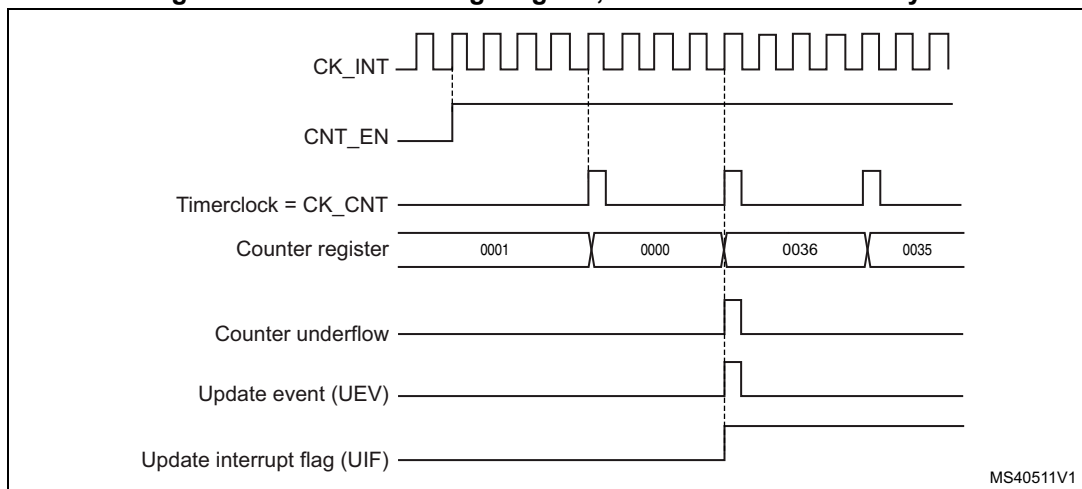 CK_INT
CNT_EN
Timerclock = CK_CNT
Counter register 0001 0000 0036 0035
Counter underflow
Update event (UEV)
Update interrupt flag (UIF)
MS40511V1